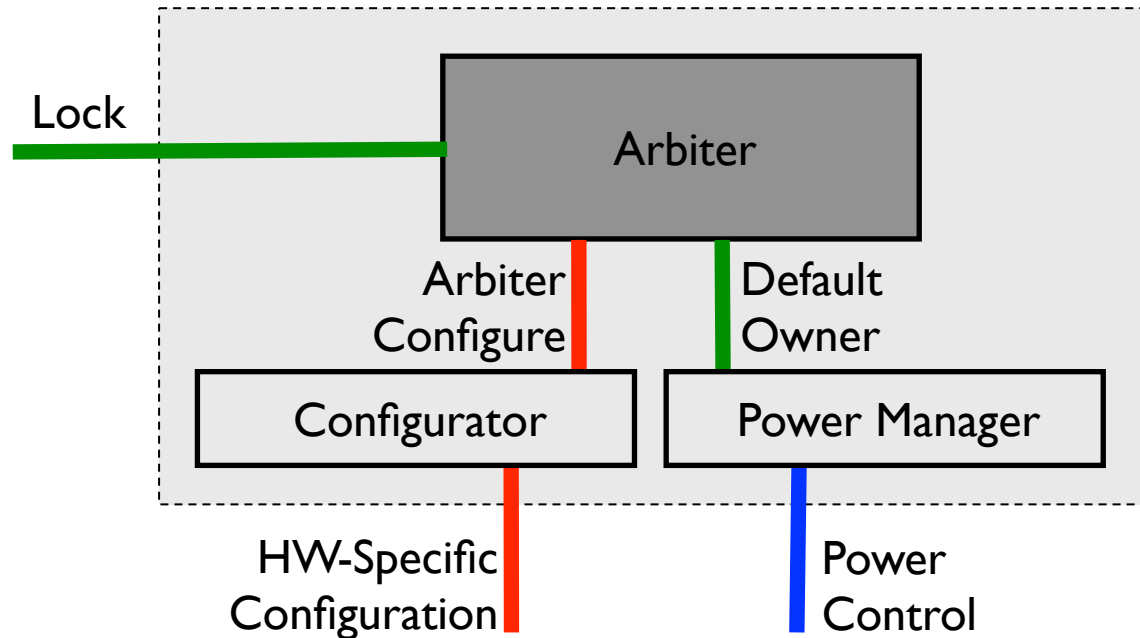 Lock
Arbiter
Arbiter
Configure
Default
Owner
Configurator
Power Manager
HW-Specific
Configuration
Power
Control